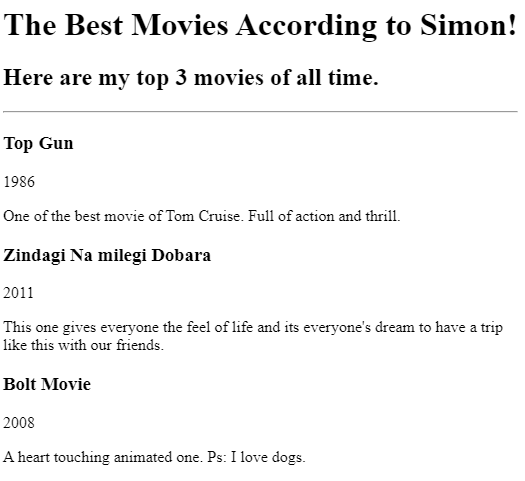 The Best Movies According to Simon!
Here are my top 3 movies of all time.
Top Gun
1986
One of the best movie of Tom Cruise. Full of action and thrill.
Zindagi Na milegi Dobara
2011
This one gives everyone the feel of life and its everyone's dream to have a trip
like this with our friends.
Bolt Movie
2008
A heart touching animated one. Ps: I love dogs.